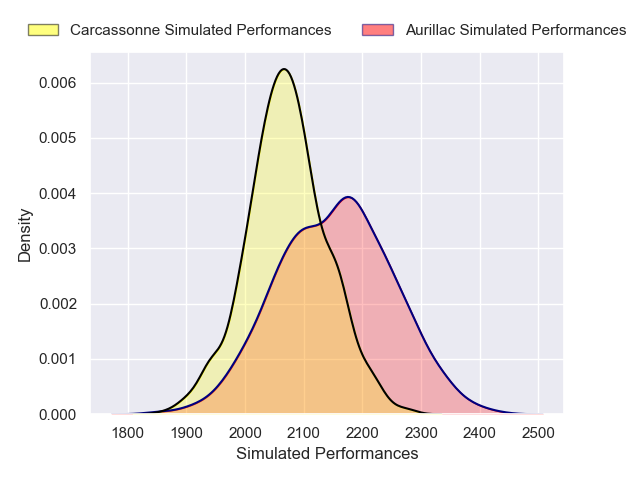 Carcassonne Simulated Performances Aurillac Simulated Performances
0.006
0.005
0.004
0.003
0.002
0.001
0.000
Density
1800 1900 2000 2100 2200 2300 2400 2500
Simulated Performances